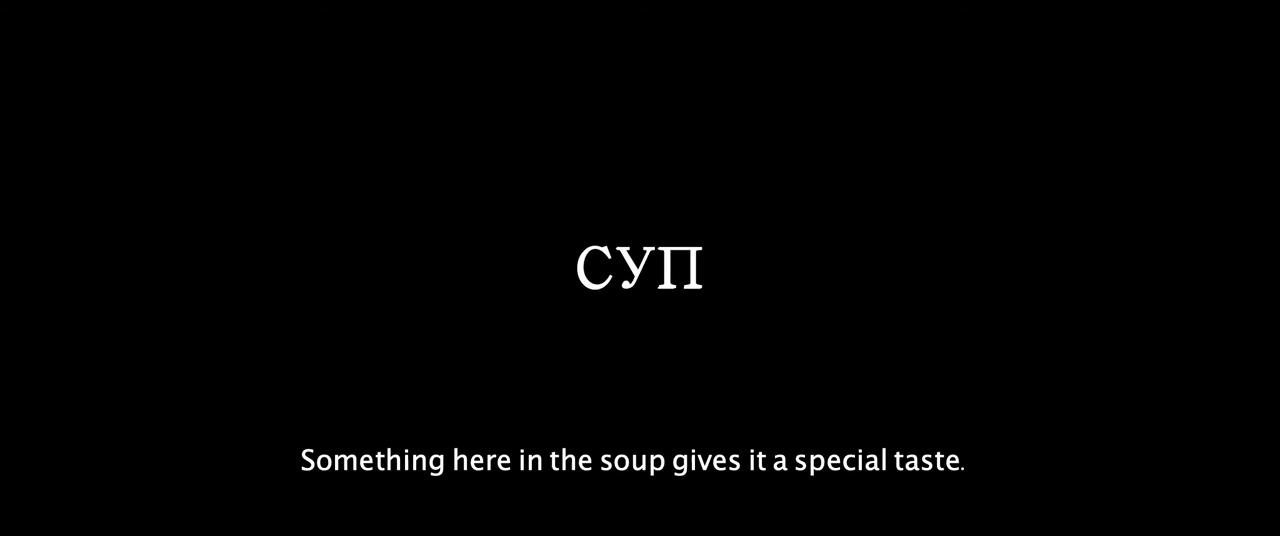 СУП
Something here in the soup gives it a special taste.